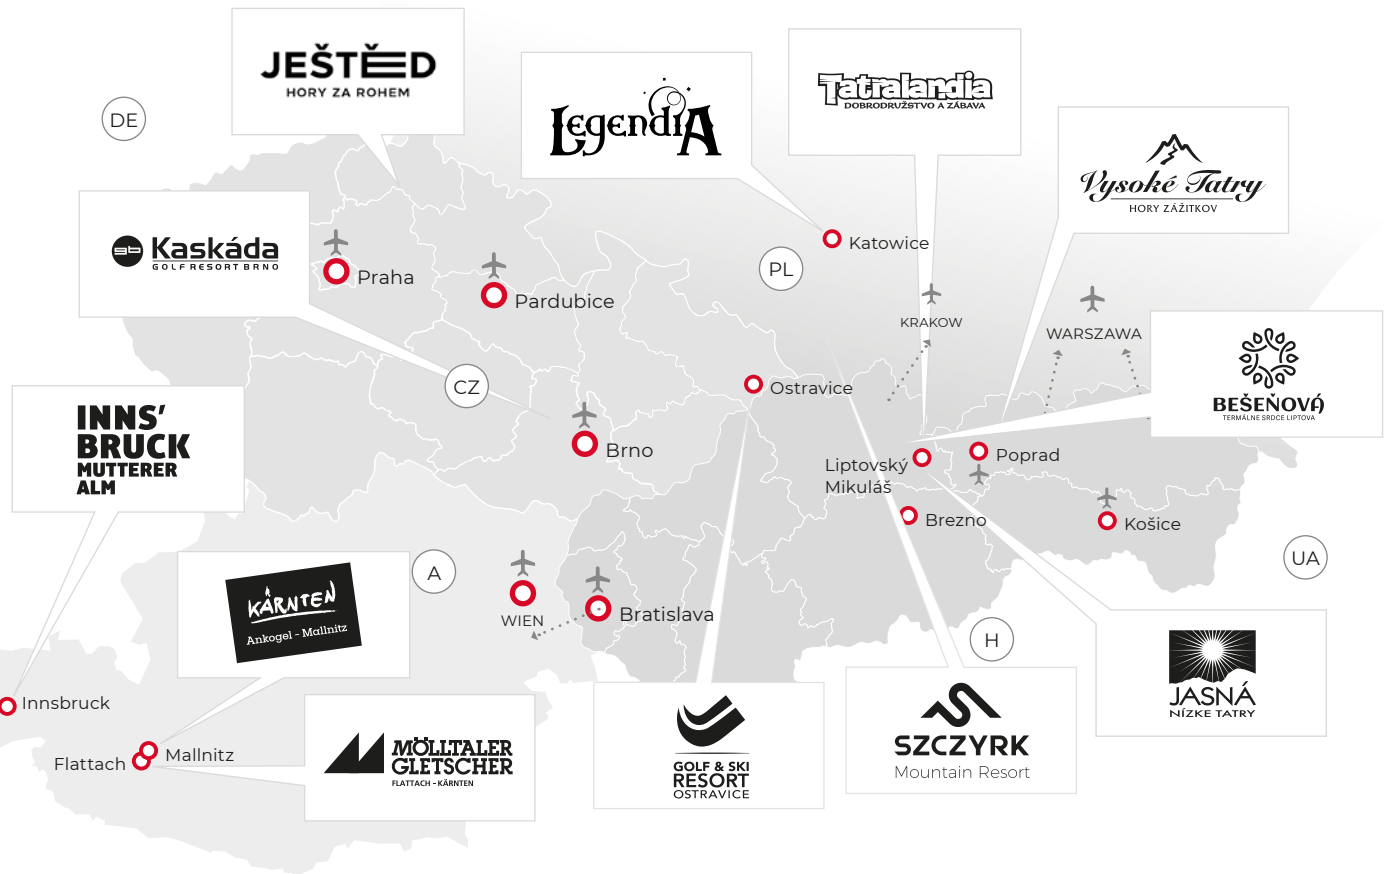 JEŠTĚD
HORY ZA ROHEM
LegendiA
Tatralandia
DOBRODRUŽSTVO A ZÁBAVA
DE
Vysoké Tatry
HORY ZÁŽITKOV
Kaskáda
GOLF RESORT BRNO
Praha
Pardubice
PL
Katowice
KRAKOW
WARSZAWA
BEŠEŇOVÁ
TERMÁLNE SRDCE LIPTOVA
CZ
Ostravice
INNS’
BRUCK
MUTTERER
ALM
Brno
Liptovský
Mikuláš
Poprad
Brezno
Košice
A
UA
KÄRNTEN
Ankogel - Mallnitz
WIEN
Bratislava
H
Innsbruck
Mallnitz
Flattach
MÖLLTALER
GLETSCHER
FLATTACH – KÄRNTEN
GOLF & SKI
RESORT
OSTRAVICE
SZCZYRK
Mountain Resort
JASNÁ
NÍZKE TATRY